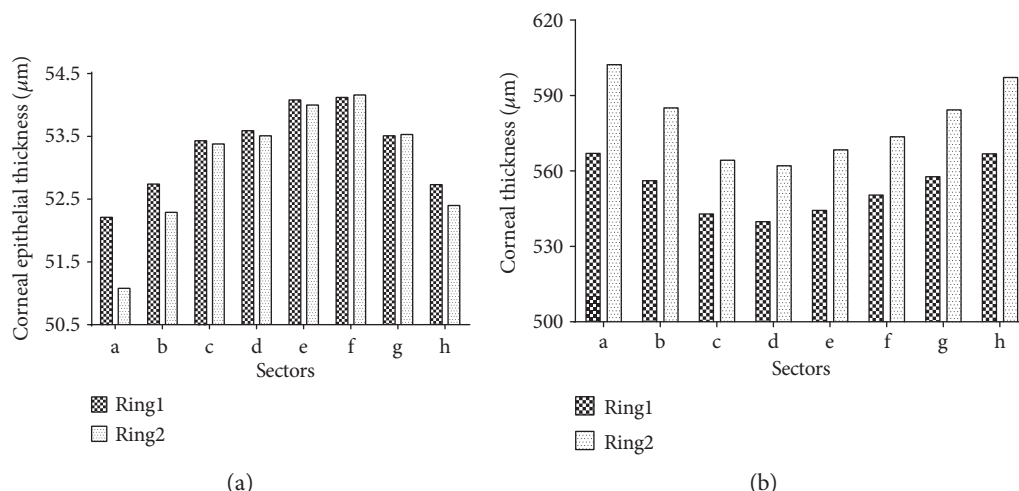 Corneal epithelial thickness (μm)
54.5
53.5
52.5
51.5
50.5
a b c d e f g h
Sectors
Ring1
Ring2
(a)
Corneal thickness (μm)
620
590
560
530
500
a b c d e f g h
Sectors
Ring1
Ring2
(b)